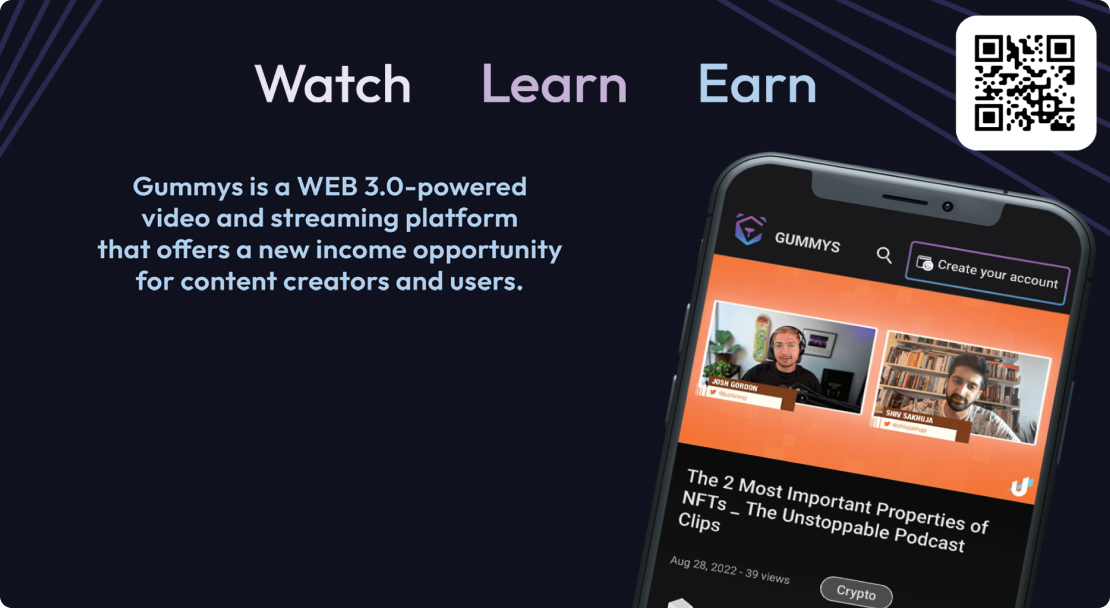 Watch Learn Earn
Gummys is a WEB 3.0-powered
video and streaming platform
that offers a new income opportunity
for content creators and users.
GUMMYS
Create your account
JOSH GORDON
SHIV SAKHUJA
The 2 Most Important Properties of
NFTs _ The Unstoppable Podcast
Clips
Aug 28, 2022 - 39 views
Crypto